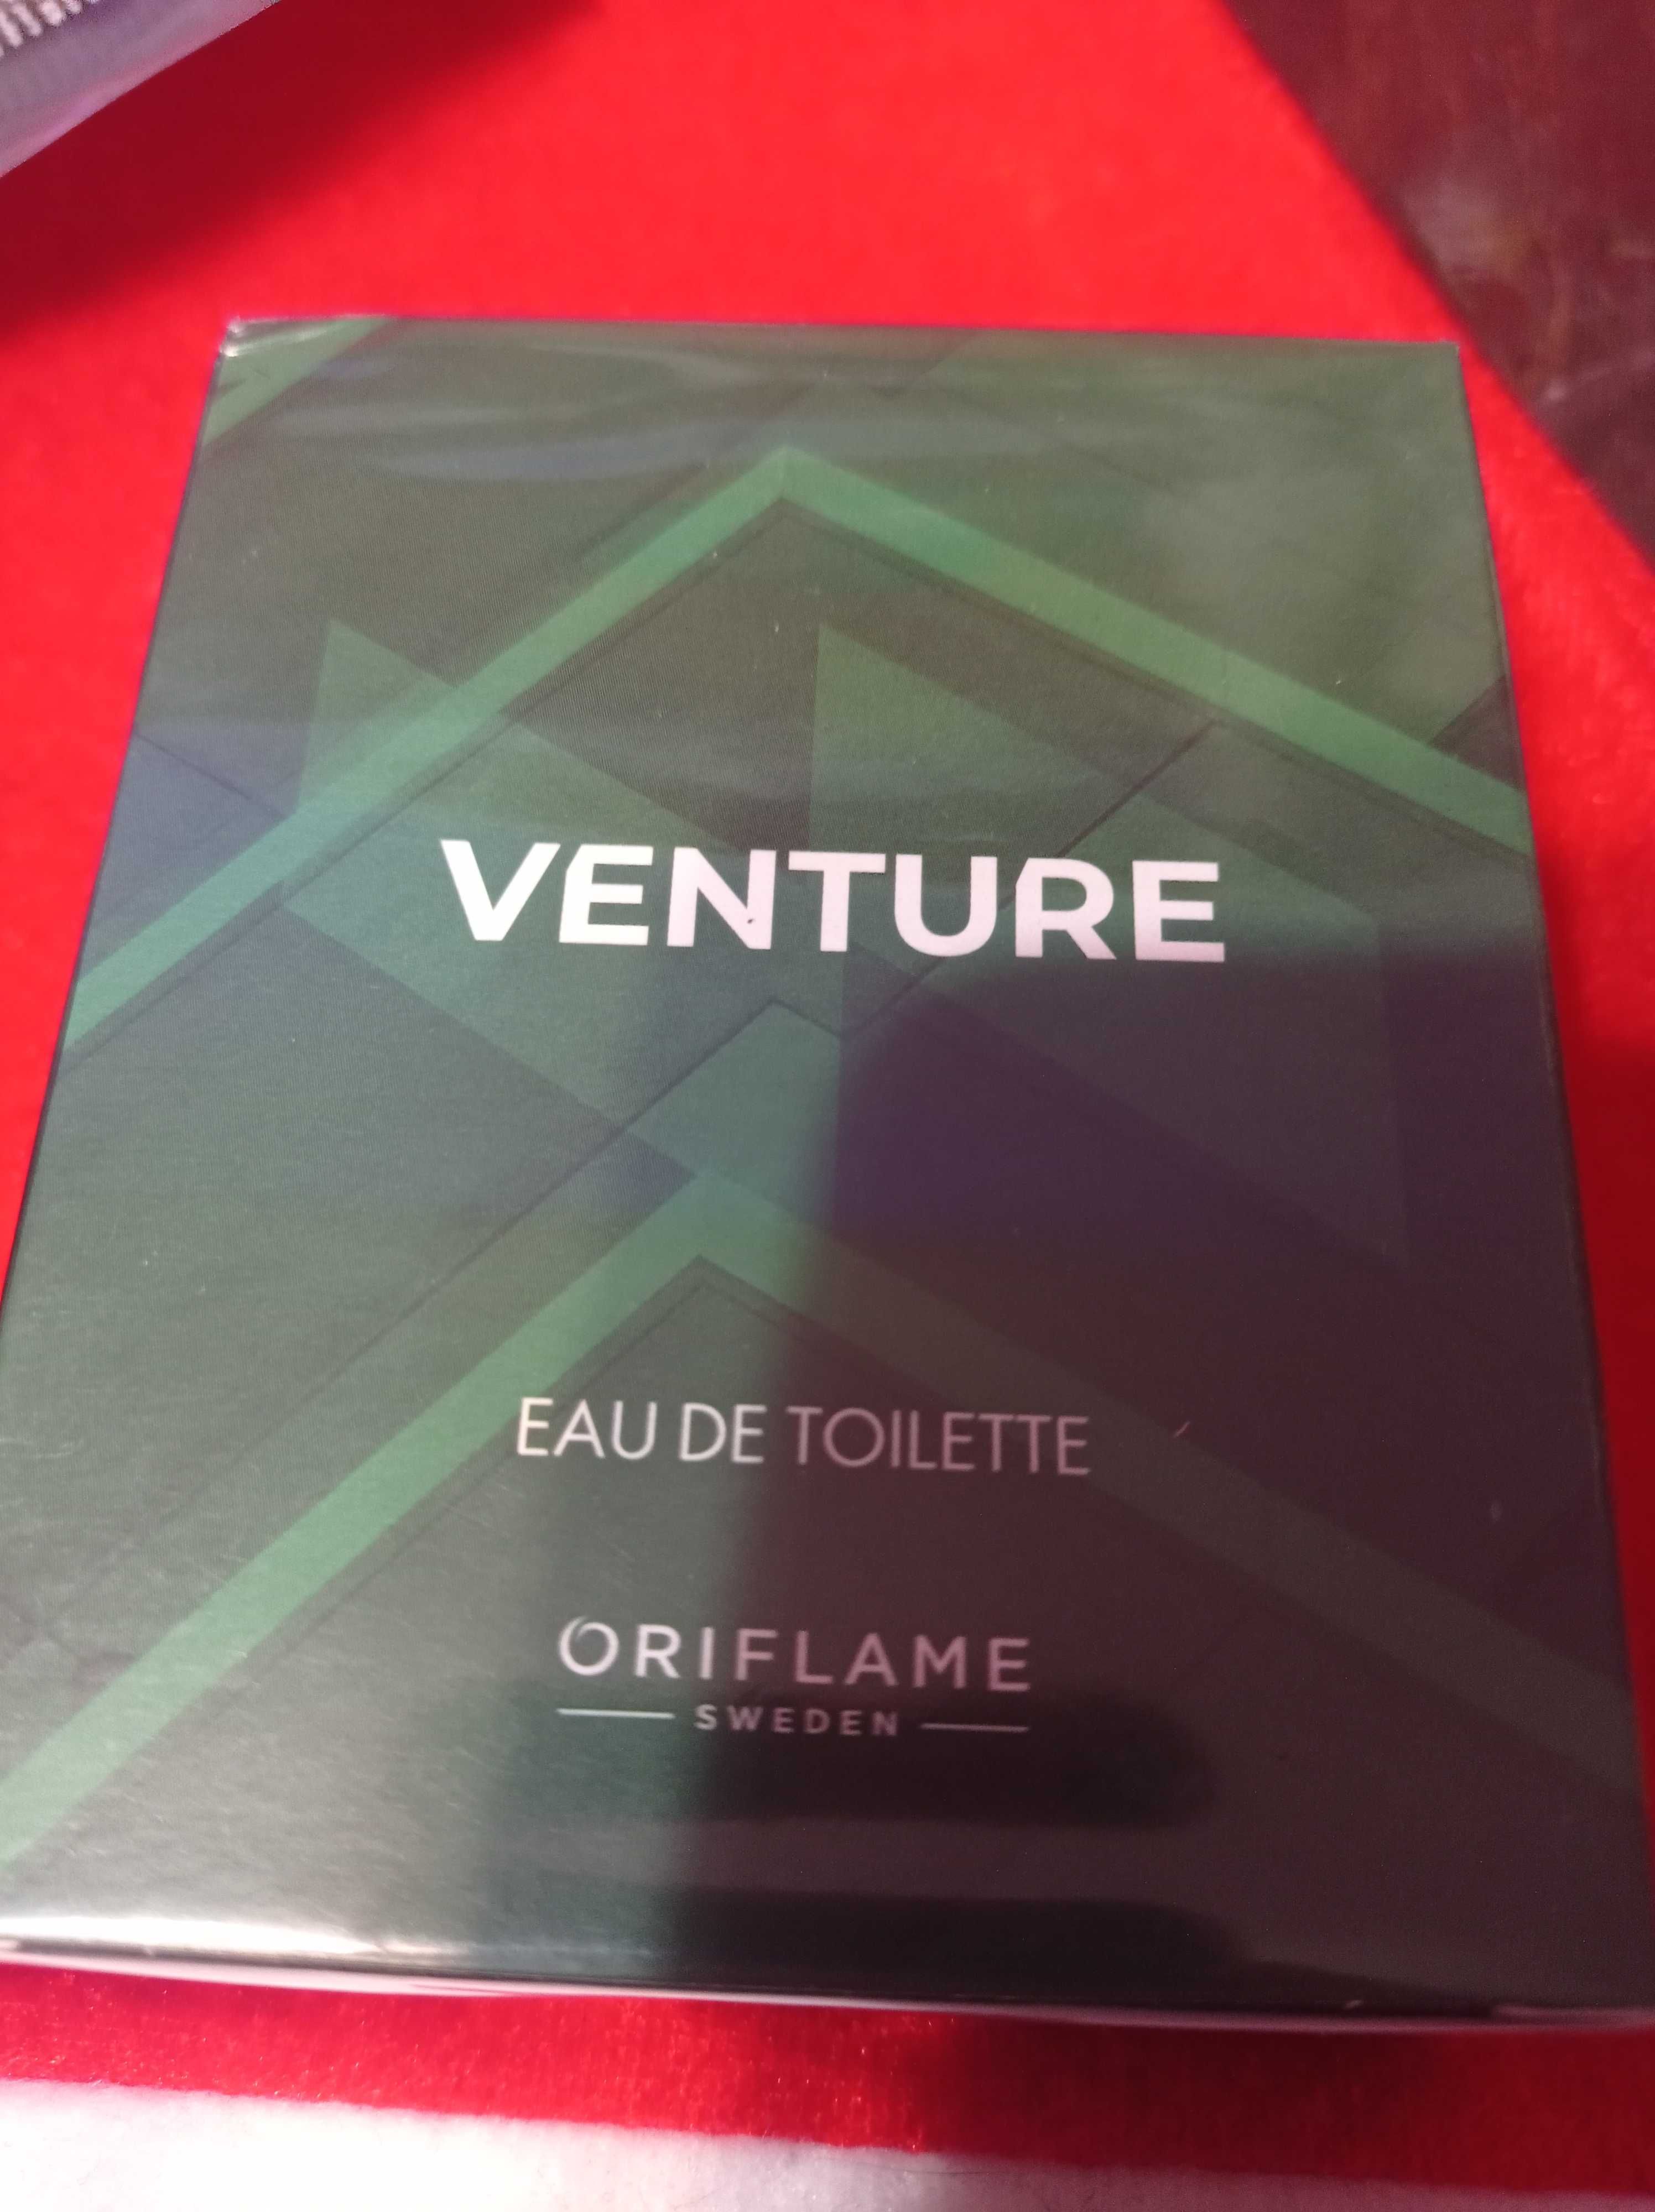 VENTURE
EAU DE TOILETTE
ORIFLAME
SWEDEN